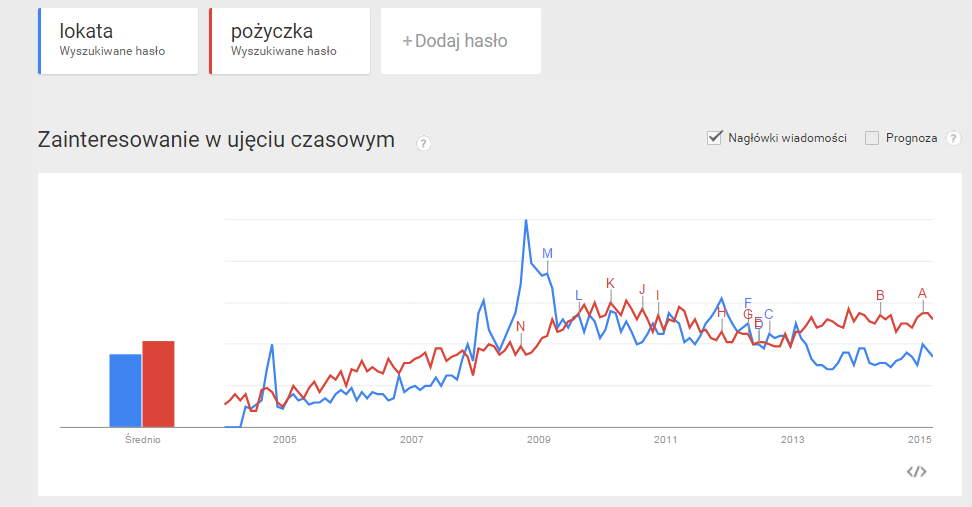 lokata
Wyszukiwane hasło
pożyczka
Wyszukiwane hasło
+Dodaj hasło
Zainteresowanie w ujęciu czasowym ?
Nagłówki wiadomości
Prognoza ?
M
L
K
J
I
N
H
F
G
E
D
C
B
A
Średnio
2005
2007
2009
2011
2013
2015
</>